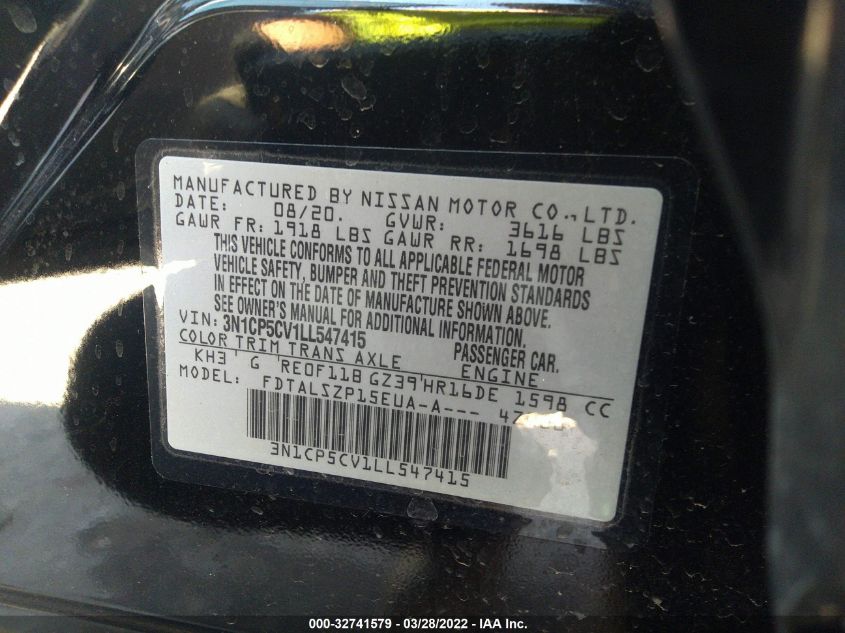 MANUFACTURED BY NISSAN MOTOR CO., LTD.
DATE: 08/20. GVWR: 3616 LBS
GAWR FR: 1918 LBS GAWR RR: 1698 LBS
THIS VEHICLE CONFORMS TO ALL APPLICABLE FEDERAL MOTOR
VEHICLE SAFETY, BUMPER AND THEFT PREVENTION STANDARDS
IN EFFECT ON THE DATE OF MANUFACTURE SHOWN ABOVE.
SEE OWNER'S MANUAL FOR ADDITIONAL INFORMATION.
VIN: 3N1CP5CV1LL547415 PASSENGER CAR.
COLOR TRIM TRANS AXLE ENGINE
KH3 ' G 'RE0F11B GZ39'HR16DE 1598 CC
MODEL: FDTALSZP15EUA-A---
3N1CP5CV1LL547415
000-32741579 — 03/28/2022 — IAA Inc.